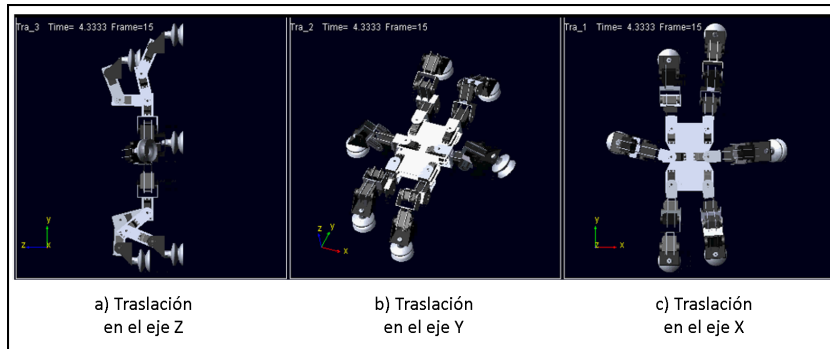 Tra_3 Time= 4.3333 Frame=15
Tra_2 Time= 4.3333 Frame=15
Tra_1 Time= 4.3333 Frame=15
y
z
x
z
y
x
y
z
x
a) Traslación
en el eje Z
b) Traslación
en el eje Y
c) Traslación
en el eje X